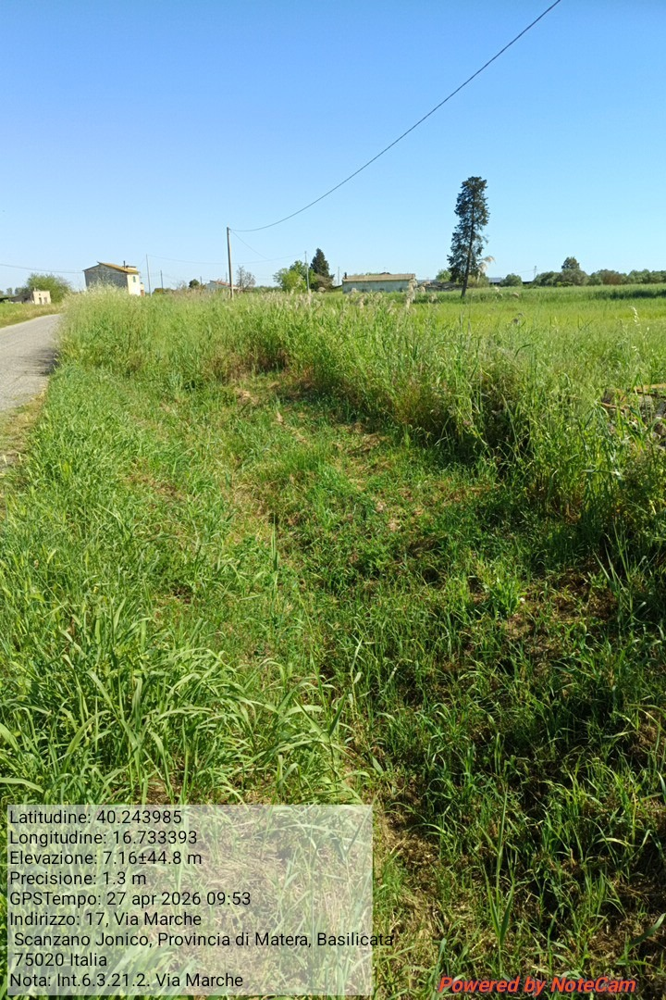 Latitudine: 40.243985
Longitudine: 16.733393
Elevazione: 7.16±44.8 m
Precisione: 1.3 m
GPSTempo: 27 apr 2026 09:53
Indirizzo: 17, Via Marche
Scanzano Jonico, Provincia di Matera, Basilicata
75020 Italia
Nota: Int.6.3.21.2. Via Marche
Powered by NoteCam